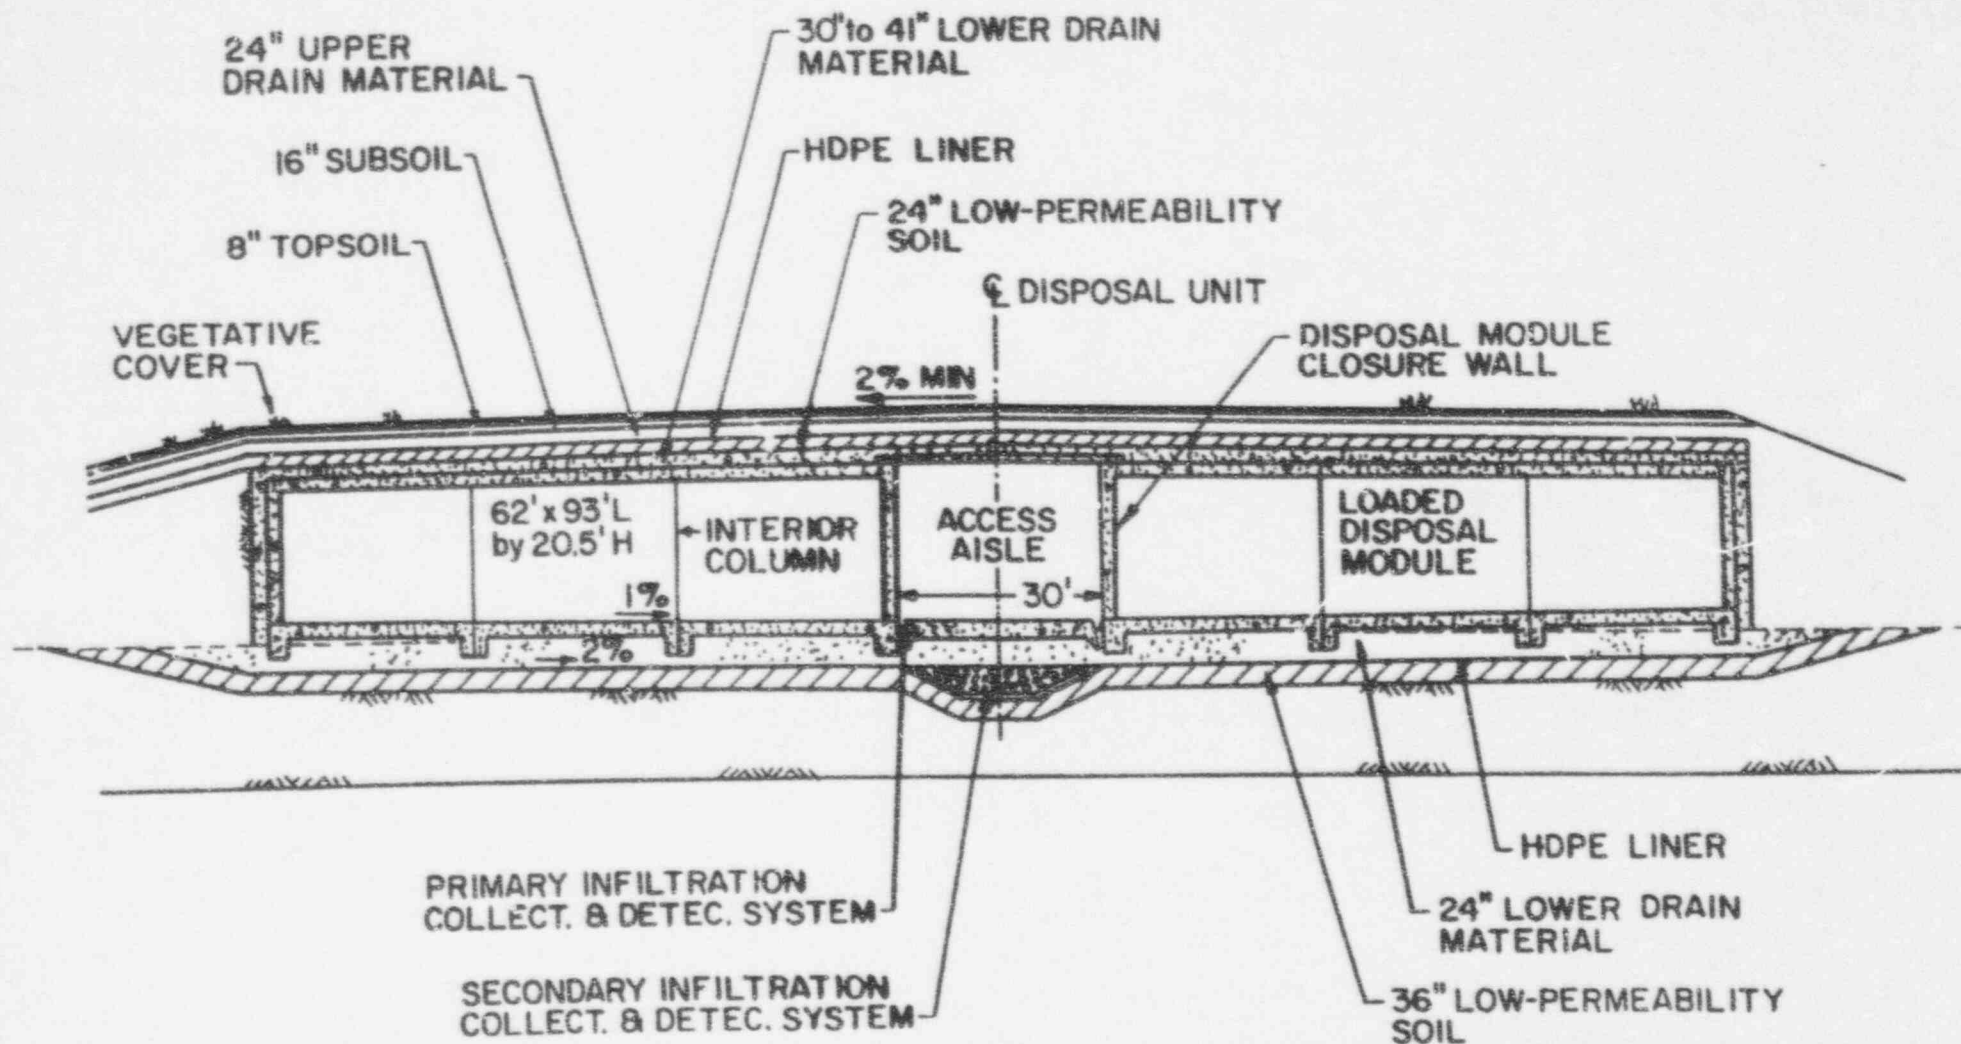 24" UPPER
DRAIN MATERIAL
30" to 41" LOWER DRAIN
MATERIAL
16" SUBSOIL
HDPE LINER
8" TOPSOIL
24" LOW-PERMEABILITY
SOIL
℄ DISPOSAL UNIT
VEGETATIVE
COVER
DISPOSAL MODULE
CLOSURE WALL
2% MIN
62' x 93'L
by 20.5' H
INTERIOR
COLUMN
ACCESS
AISLE
LOADED
DISPOSAL
MODULE
1%
30'
2%
HDPE LINER
PRIMARY INFILTRATION
COLLECT. & DETEC. SYSTEM
24" LOWER DRAIN
MATERIAL
SECONDARY INFILTRATION
COLLECT. & DETEC. SYSTEM
36" LOW-PERMEABILITY
SOIL